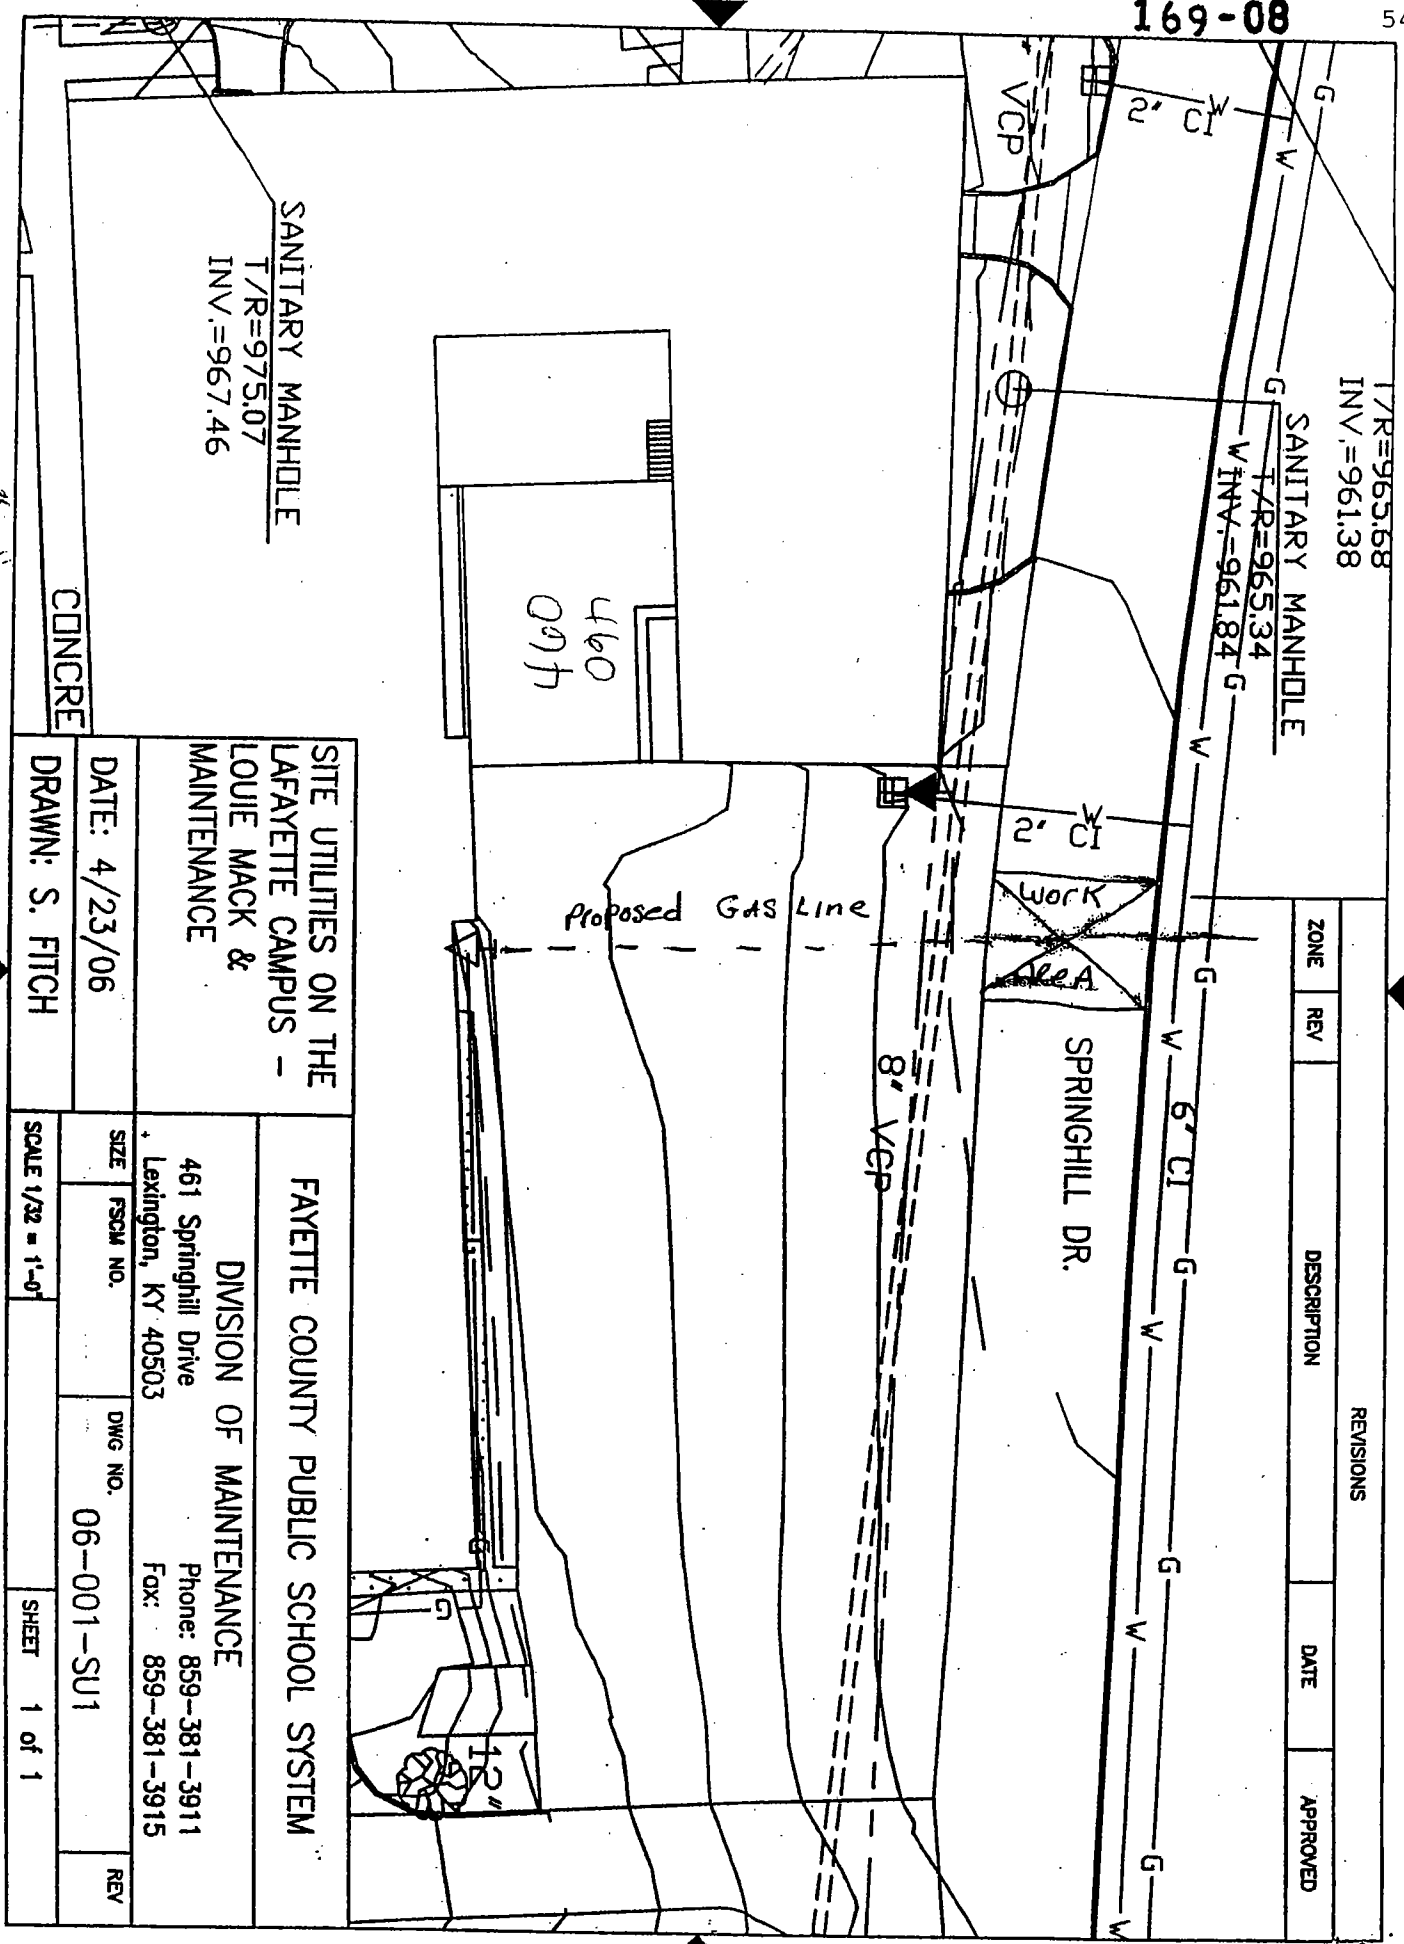 169-08
54
T/R=965.68
INV.=961.38
SANITARY MANHOLE
T/R=965.34
INV.=961.84
G
W
2" CI
VCP
W
G
W
G
W
2" CI
W
G
W
6" CI
G
W
G
W
G
W
SPRINGHILL DR.
WORK
AREA
8" VCP
Proposed GAS Line
460
460
SANITARY MANHOLE
T/R=975.07
INV.=967.46
CONCRE
G
G
G
12"
REVISIONS
ZONE
REV
DESCRIPTION
DATE
APPROVED
SITE UTILITIES ON THE
LAFAYETTE CAMPUS -
LOUIE MACK &
MAINTENANCE
DATE: 4/23/06
DRAWN: S. FITCH
FAYETTE COUNTY PUBLIC SCHOOL SYSTEM
DIVISION OF MAINTENANCE
461 Springhill Drive
Phone: 859-381-3911
Lexington, KY 40503
Fax: 859-381-3915
SIZE
FSCM NO.
DWG NO.
06-001-SU1
REV
SCALE 1/32 = 1'-0"
SHEET 1 of 1